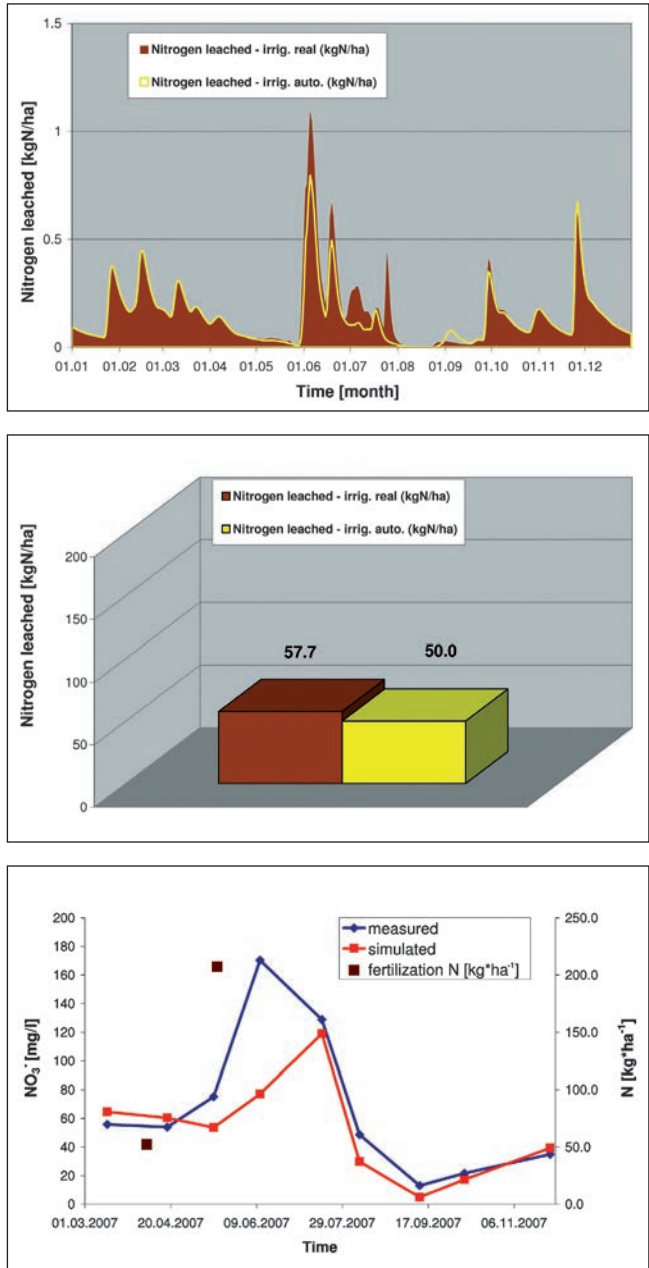 Nitrogen leached - irrig. real (kgN/ha)
Nitrogen leached - irrig. auto. (kgN/ha)
Nitrogen leached [kgN/ha]
1.5
1
0.5
0
01.01 01.02 01.03 01.04 01.05 01.06 01.07 01.08 01.09 01.10 01.11 01.12
Time [month]
Nitrogen leached - irrig. real (kgN/ha)
Nitrogen leached - irrig. auto. (kgN/ha)
Nitrogen leached [kgN/ha]
200
150
100
50
0
57.7 50.0
measured
simulated
fertilization N [kg*ha⁻¹]
NO₃⁻ [mg/l]
200
180
160
140
120
100
80
60
40
20
0
250.0
200.0
150.0
100.0
50.0
0.0
N [kg*ha⁻¹]
01.03.2007 20.04.2007 09.06.2007 29.07.2007 17.09.2007 06.11.2007
Time